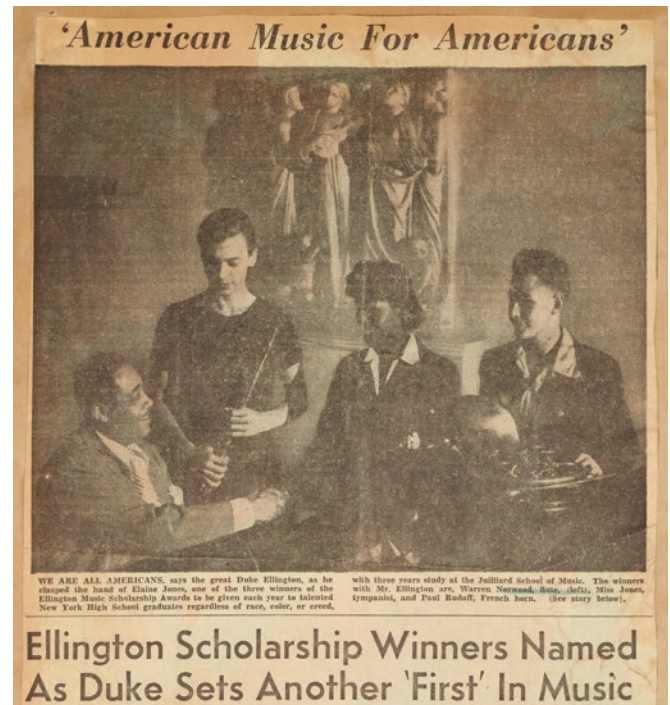 'American Music For Americans'
WE ARE ALL AMERICANS, says the great Duke Ellington, as he
clasped the hand of Elaine Jones, one of the three winners of the
Ellington Music Scholarship Awards to be given each year to talented
New York High School graduates regardless of race, color, or creed,
with three years study at the Juilliard School of Music. The winners
with Mr. Ellington are, Warren Norwood, flute, (left), Miss Jones,
tympanist, and Paul Rudoff, French horn. (See story below).
Ellington Scholarship Winners Named
As Duke Sets Another 'First' In Music